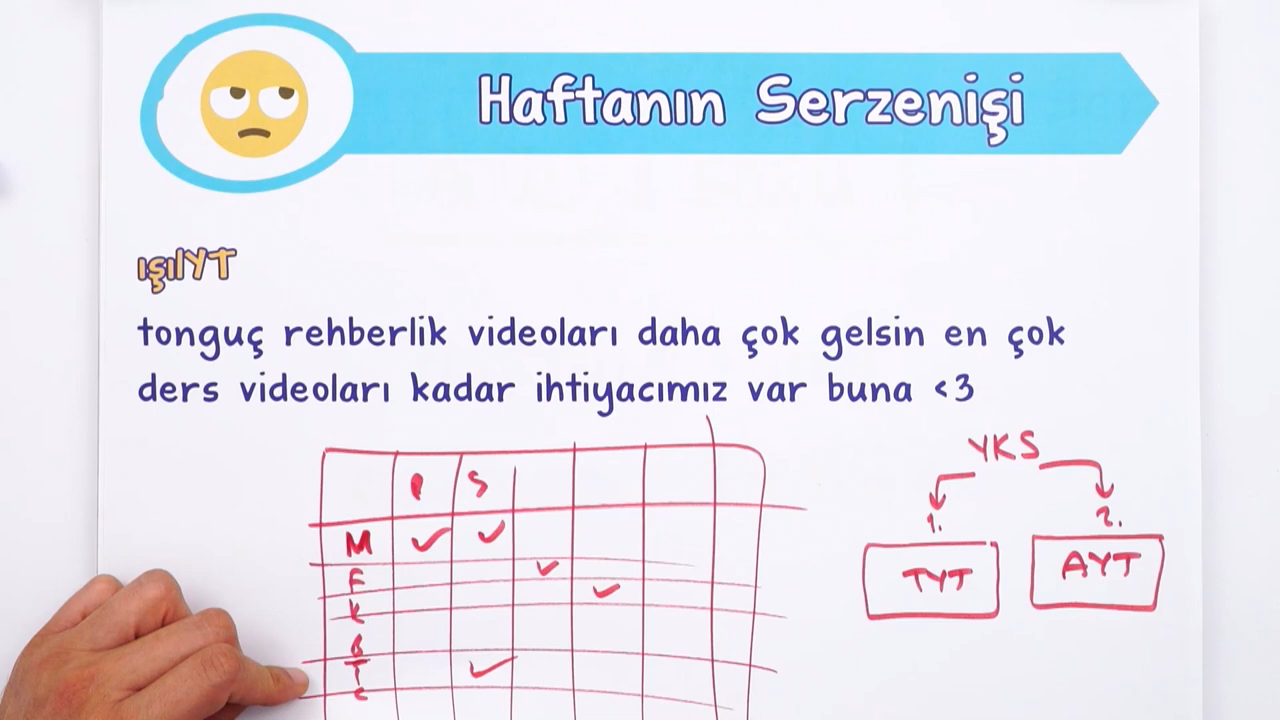 Haftanın Serzenişi
ışılYT
tonguç rehberlik videoları daha çok gelsin en çok
ders videoları kadar ihtiyacımız var buna <3
P S
M
F
K
B
T
C
YKS
1. 2.
TYT AYT